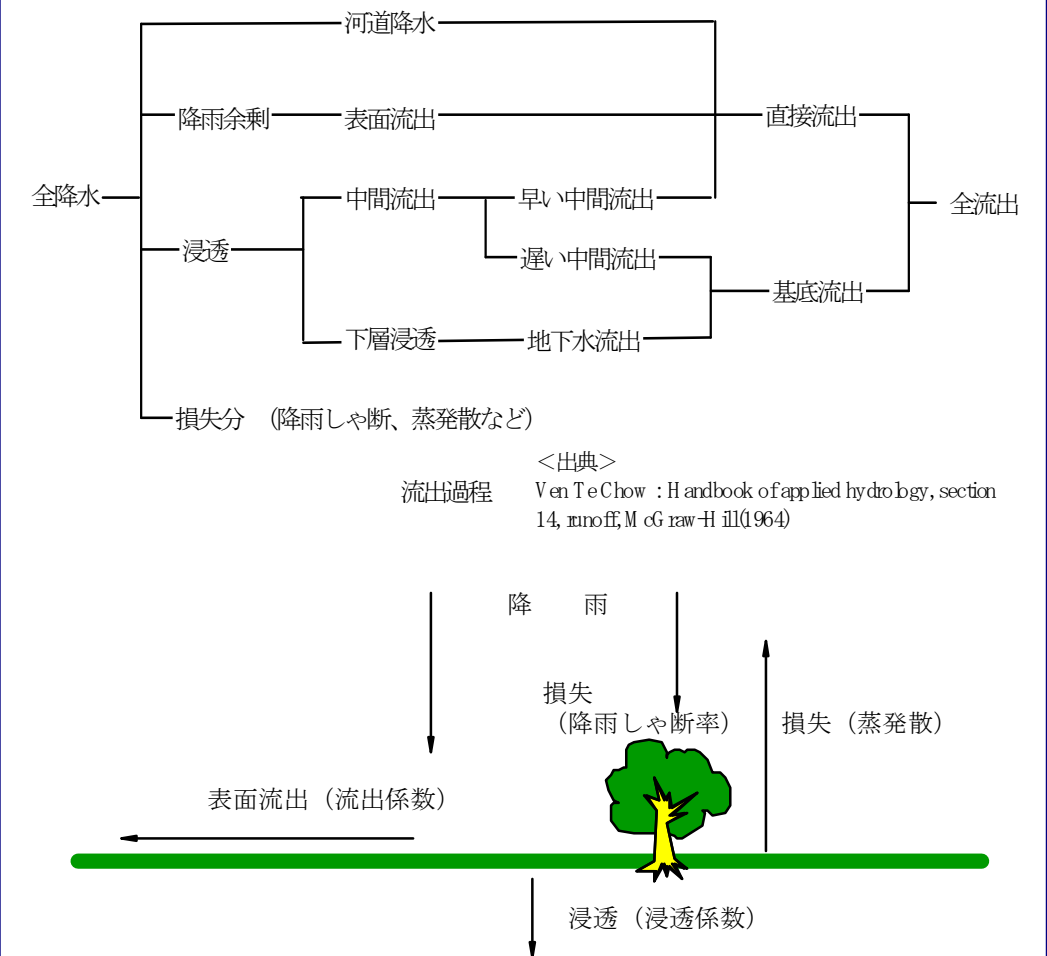 河道降水
降雨余剰
表面流出
直接流出
全降水
中間流出
早い中間流出
全流出
浸透
遅い中間流出
基底流出
下層浸透
地下水流出
損失分 (降雨しゃ断、蒸発散など)
<出典>
流出過程
Ven Te Chow : Handbook of applied hydrology, section
14, runoff, McGraw-Hill(1964)
降 雨
損失
(降雨しゃ断率)
損失(蒸発散)
表面流出(流出係数)
浸透(浸透係数)